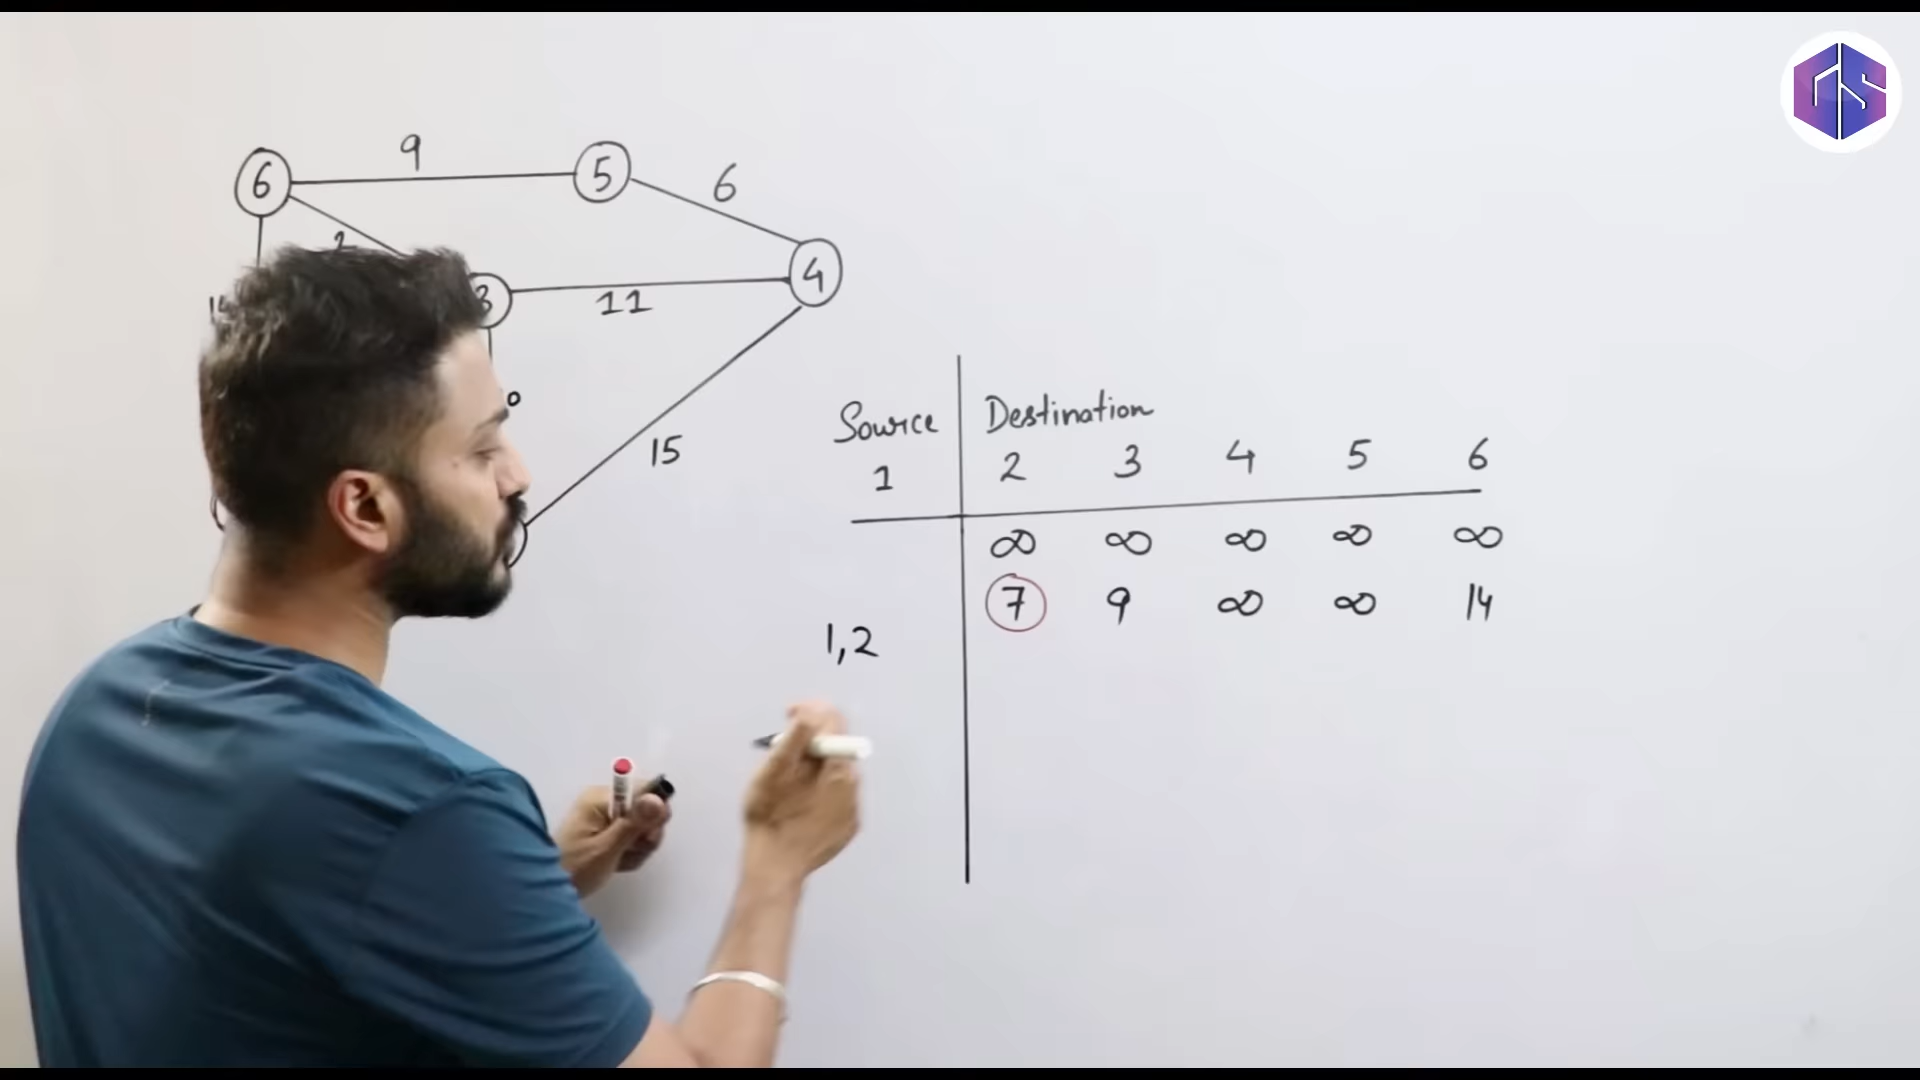 9
6 5
6
2
3
4
11
15
Source Destination
1 2 3 4 5 6
∞ ∞ ∞ ∞ ∞
7 9 ∞ ∞ 14
1,2